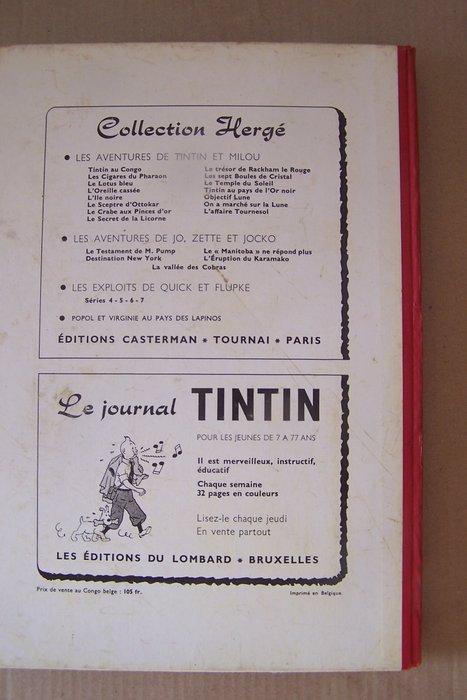 Collection Hergé
• LES AVENTURES DE TINTIN ET MILOU
Tintin au Congo
Les Cigares du Pharaon
Le Lotus bleu
L'Oreille cassée
L'île noire
Le Sceptre d'Ottokar
Le Crabe aux Pinces d'or
Le Secret de la Licorne
Le trésor de Rackham le Rouge
Les sept Boules de Cristal
Le Temple du Soleil
Tintin au pays de l'Or noir
Objectif Lune
On a marché sur la Lune
L'affaire Tournesol
• LES AVENTURES DE JO, ZETTE ET JOCKO
Le Testament de M. Pump
Destination New York
Le « Manitoba » ne répond plus
L'Éruption du Karamako
La vallée des Cobras
• LES EXPLOITS DE QUICK ET FLUPKE
Séries 4 - 5 - 6 - 7
• POPOL ET VIRGINIE AU PAYS DES LAPINOS
ÉDITIONS CASTERMAN * TOURNAI * PARIS
Le journal TINTIN
POUR LES JEUNES DE 7 A 77 ANS
Il est merveilleux, instructif,
éducatif
Chaque semaine
32 pages en couleurs
Lisez-le chaque jeudi
En vente partout
LES ÉDITIONS DU LOMBARD * BRUXELLES
Prix de vente au Congo belge : 105 fr.
Imprimé en Belgique.